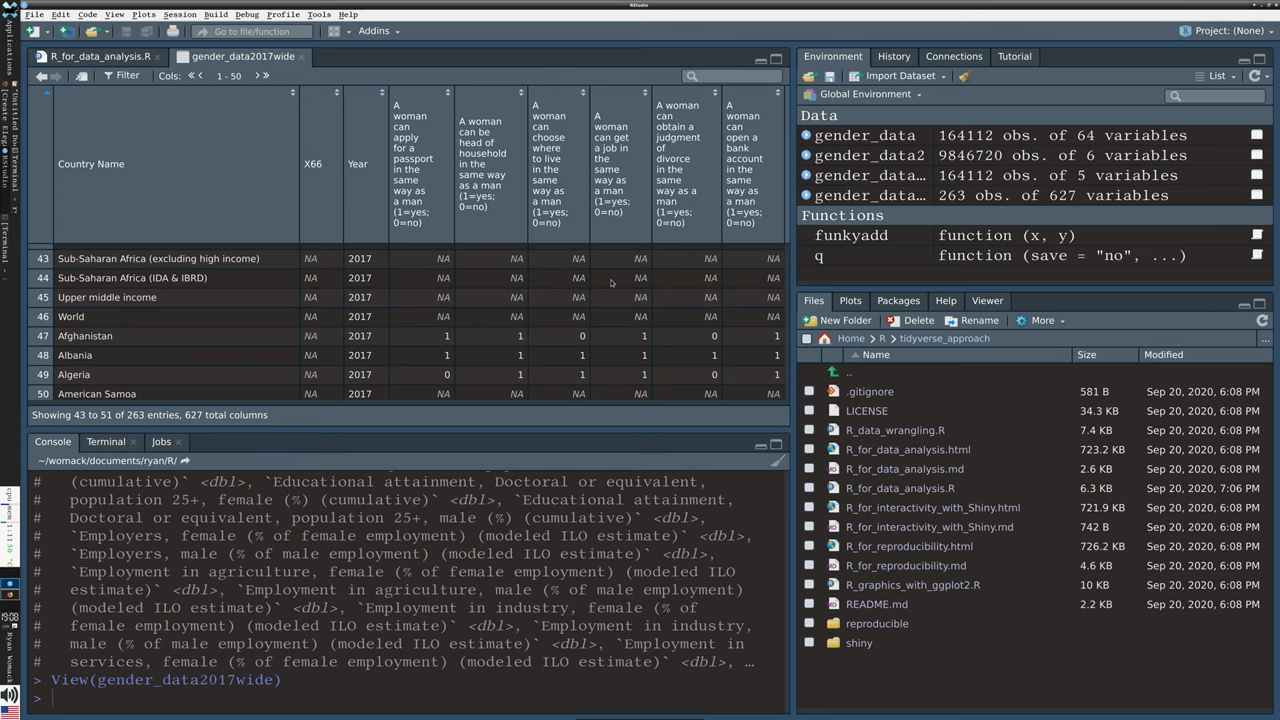 RStudio
File Edit Code View Plots Session Build Debug Profile Tools Help
Go to file/function Addins Project: (None)
R_for_data_analysis.R gender_data2017wide
Filter Cols: 1 - 50
Country Name X66 Year
A woman can apply for a passport in the same way as a man (1=yes; 0=no)
A woman can be head of household in the same way as a man (1=yes; 0=no)
A woman can choose where to live in the same way as a man (1=yes; 0=no)
A woman can get a job in the same way as a man (1=yes; 0=no)
A woman can obtain a judgment of divorce in the same way as a man (1=yes; 0=no)
A woman can open a bank account in the same way as a man (1=yes; 0=no)
43 Sub-Saharan Africa (excluding high income) NA 2017 NA NA NA NA NA NA
44 Sub-Saharan Africa (IDA & IBRD) NA 2017 NA NA NA NA NA NA
45 Upper middle income NA 2017 NA NA NA NA NA NA
46 World NA 2017 NA NA NA NA NA NA
47 Afghanistan NA 2017 1 1 0 1 0 1
48 Albania NA 2017 1 1 1 1 1 1
49 Algeria NA 2017 0 1 1 1 0 1
50 American Samoa NA 2017 NA NA NA NA NA NA
Showing 43 to 51 of 263 entries, 627 total columns
Console Terminal Jobs
~/womack/documents/ryan/R/
# (cumulative)` <dbl>, `Educational attainment, Doctoral or equivalent,
# population 25+, female (%) (cumulative)` <dbl>, `Educational attainment,
# Doctoral or equivalent, population 25+, male (%) (cumulative)` <dbl>,
# `Employers, female (% of female employment) (modeled ILO estimate)` <dbl>,
# `Employers, male (% of male employment) (modeled ILO estimate)` <dbl>,
# `Employment in agriculture, female (% of female employment) (modeled ILO
# estimate)` <dbl>, `Employment in agriculture, male (% of male employment)
# (modeled ILO estimate)` <dbl>, `Employment in industry, female (% of
# female employment) (modeled ILO estimate)` <dbl>, `Employment in industry,
# male (% of male employment) (modeled ILO estimate)` <dbl>, `Employment in
# services, female (% of female employment) (modeled ILO estimate)` <dbl>, …
> View(gender_data2017wide)
>
Environment History Connections Tutorial
Import Dataset List
Global Environment
Data
gender_data 164112 obs. of 64 variables
gender_data2 9846720 obs. of 6 variables
gender_data… 164112 obs. of 5 variables
gender_data… 263 obs. of 627 variables
Functions
funkyadd function (x, y)
q function (save = "no", ...)
Files Plots Packages Help Viewer
New Folder Delete Rename More
Home R tidyverse_approach ...
Name Size Modified
..
.gitignore 581 B Sep 20, 2020, 6:08 PM
LICENSE 34.3 KB Sep 20, 2020, 6:08 PM
R_data_wrangling.R 7.4 KB Sep 20, 2020, 6:08 PM
R_for_data_analysis.html 723.2 KB Sep 20, 2020, 6:08 PM
R_for_data_analysis.md 2.6 KB Sep 20, 2020, 6:08 PM
R_for_data_analysis.R 6.3 KB Sep 20, 2020, 7:06 PM
R_for_interactivity_with_Shiny.html 721.9 KB Sep 20, 2020, 6:08 PM
R_for_interactivity_with_Shiny.md 742 B Sep 20, 2020, 6:08 PM
R_for_reproducibility.html 726.2 KB Sep 20, 2020, 6:08 PM
R_for_reproducibility.md 4.6 KB Sep 20, 2020, 6:08 PM
R_graphics_with_ggplot2.R 10 KB Sep 20, 2020, 6:08 PM
README.md 2.2 KB Sep 20, 2020, 6:08 PM
reproducible
shiny
Applications
RStudio
[Terminal
19:08
Ryan Womack